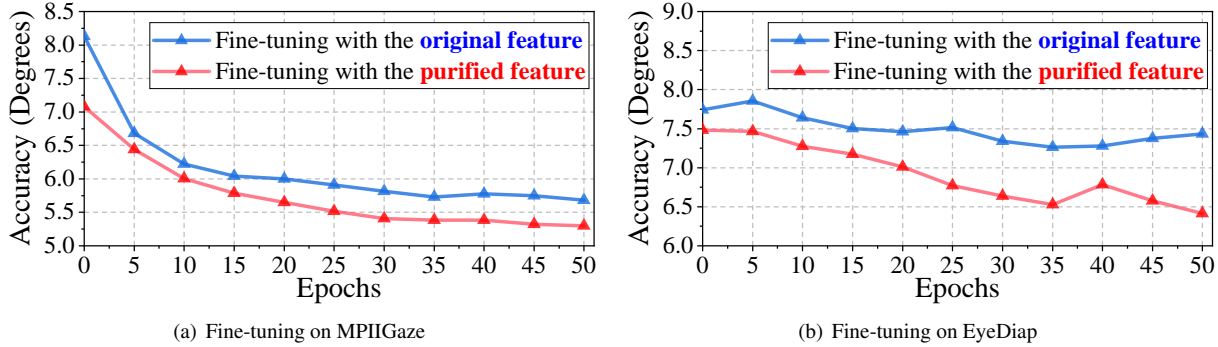 8.5
8.0
7.5
7.0
6.5
6.0
5.5
5.0
Accuracy (Degrees)
Fine-tuning with the original feature
Fine-tuning with the purified feature
0 5 10 15 20 25 30 35 40 45 50
Epochs
(a) Fine-tuning on MPIIGaze
9.0
8.5
8.0
7.5
7.0
6.5
6.0
Accuracy (Degrees)
Fine-tuning with the original feature
Fine-tuning with the purified feature
0 5 10 15 20 25 30 35 40 45 50
Epochs
(b) Fine-tuning on EyeDiap